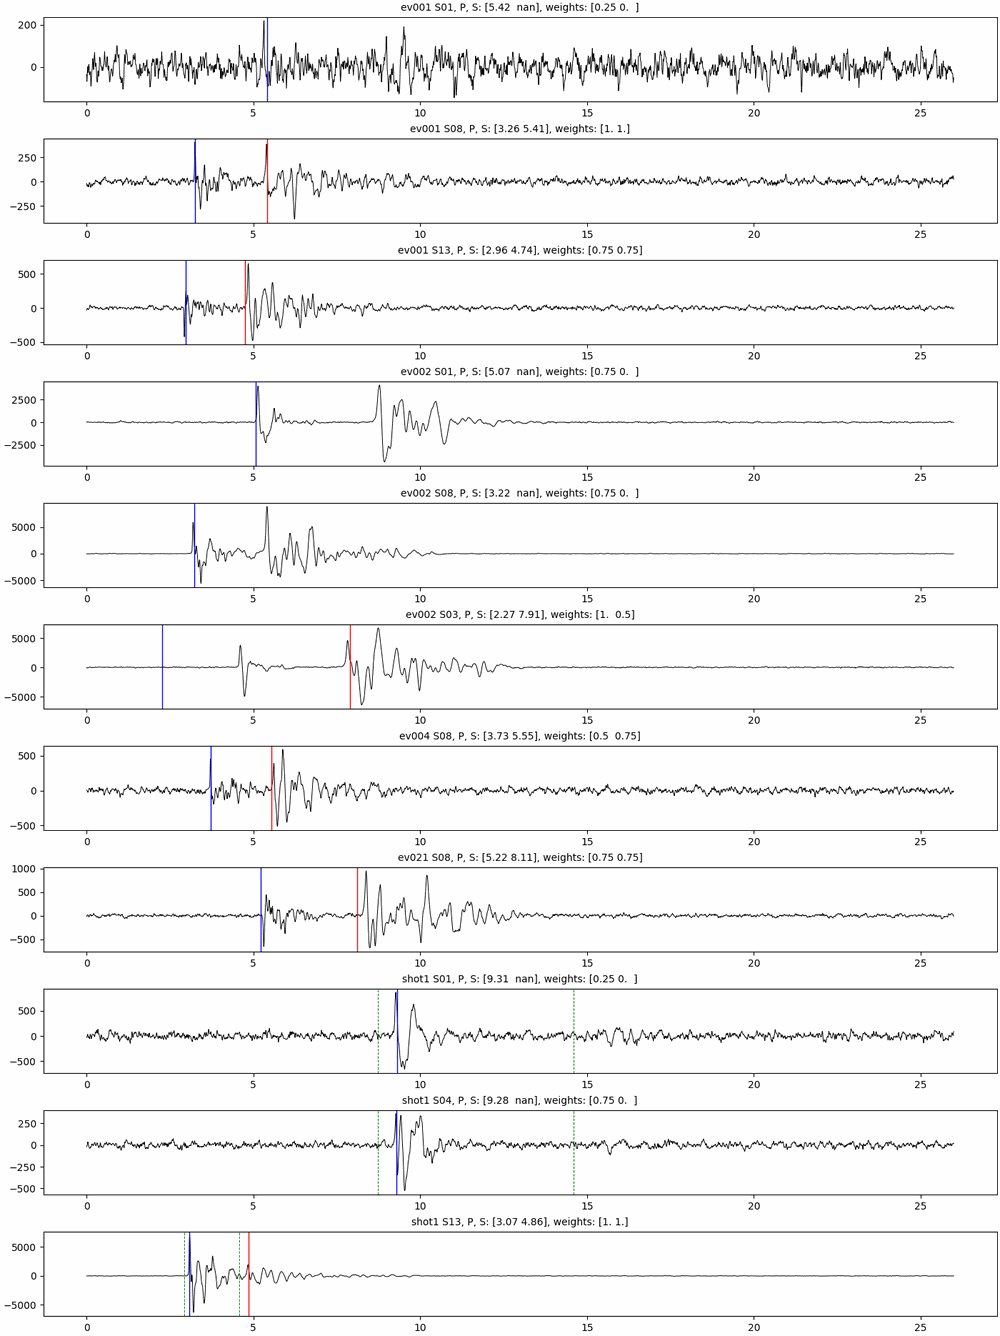 ev001 S01, P, S: [5.42  nan], weights: [0.25 0.  ]
200
0
0 5 10 15 20 25
ev001 S08, P, S: [3.26 5.41], weights: [1. 1.]
250
0
−250
0 5 10 15 20 25
ev001 S13, P, S: [2.96 4.74], weights: [0.75 0.75]
500
0
−500
0 5 10 15 20 25
ev002 S01, P, S: [5.07  nan], weights: [0.75 0.  ]
2500
0
−2500
0 5 10 15 20 25
ev002 S08, P, S: [3.22  nan], weights: [0.75 0.  ]
5000
0
−5000
0 5 10 15 20 25
ev002 S03, P, S: [2.27 7.91], weights: [1.  0.5]
5000
0
−5000
0 5 10 15 20 25
ev004 S08, P, S: [3.73 5.55], weights: [0.5  0.75]
500
0
−500
0 5 10 15 20 25
ev021 S08, P, S: [5.22 8.11], weights: [0.75 0.75]
1000
500
0
−500
0 5 10 15 20 25
shot1 S01, P, S: [9.31  nan], weights: [0.25 0.  ]
500
0
−500
0 5 10 15 20 25
shot1 S04, P, S: [9.28  nan], weights: [0.75 0.  ]
250
0
−250
−500
0 5 10 15 20 25
shot1 S13, P, S: [3.07 4.86], weights: [1. 1.]
5000
0
−5000
0 5 10 15 20 25